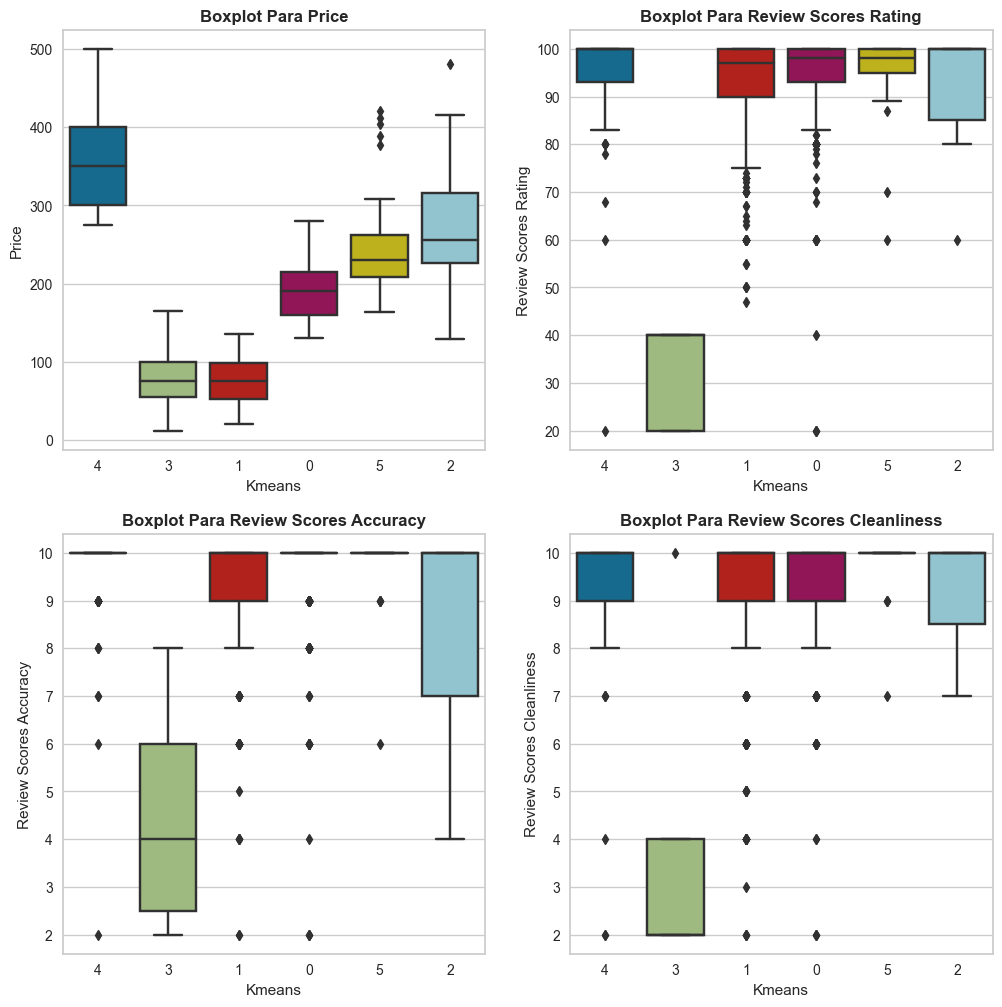 Boxplot Para Price
500
400
300
200
100
0
Price
4 3 1 0 5 2
Kmeans
Boxplot Para Review Scores Rating
100
90
80
70
60
50
40
30
20
Review Scores Rating
4 3 1 0 5 2
Kmeans
Boxplot Para Review Scores Accuracy
10
9
8
7
6
5
4
3
2
Review Scores Accuracy
4 3 1 0 5 2
Kmeans
Boxplot Para Review Scores Cleanliness
10
9
8
7
6
5
4
3
2
Review Scores Cleanliness
4 3 1 0 5 2
Kmeans